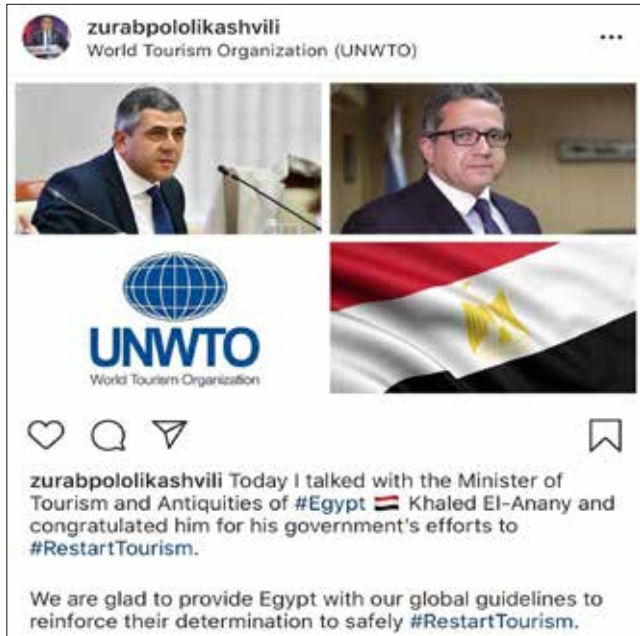 zurabpololikashvili
World Tourism Organization (UNWTO)
UNWTO
World Tourism Organization
zurabpololikashvili Today I talked with the Minister of
Tourism and Antiquities of #Egypt 🇪🇬 Khaled El-Anany and
congratulated him for his government's efforts to
#RestartTourism.
We are glad to provide Egypt with our global guidelines to
reinforce their determination to safely #RestartTourism.